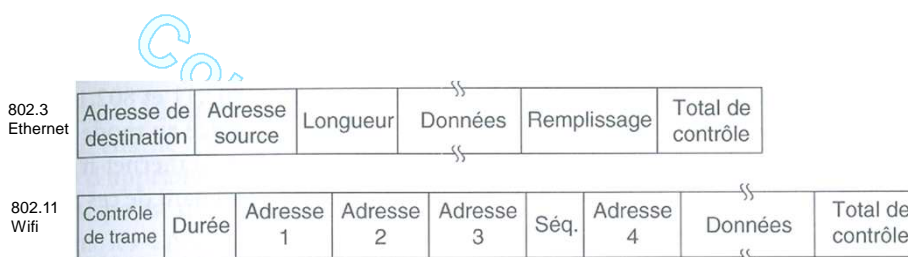 802.3
Ethernet
Adresse de
destination
Adresse
source
Longueur
Données
Remplissage
Total de
contrôle
802.11
Wifi
Contrôle
de trame
Durée
Adresse
1
Adresse
2
Adresse
3
Séq.
Adresse
4
Données
Total de
contrôle